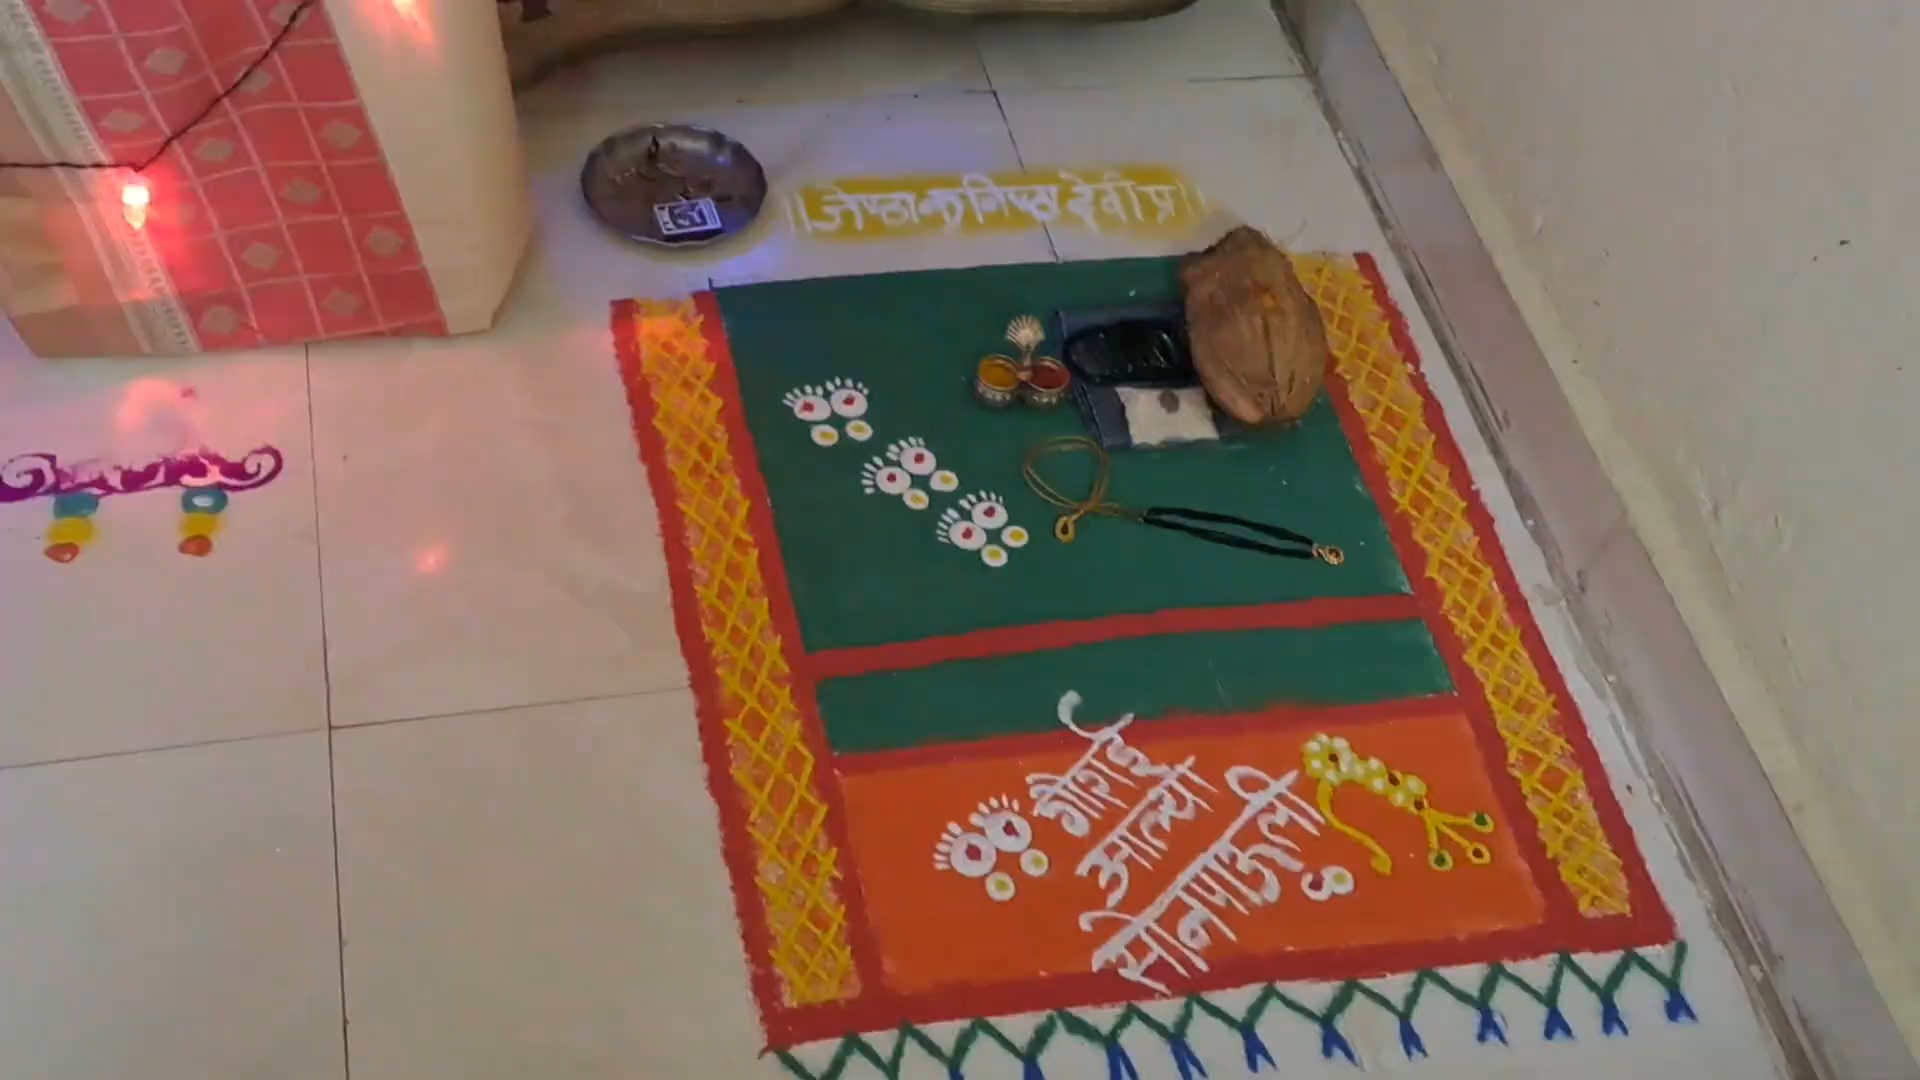 ॥ जेष्ठा कनिष्ठा देवी प्र ॥
गौराई
आल्या
सोनपाऊली